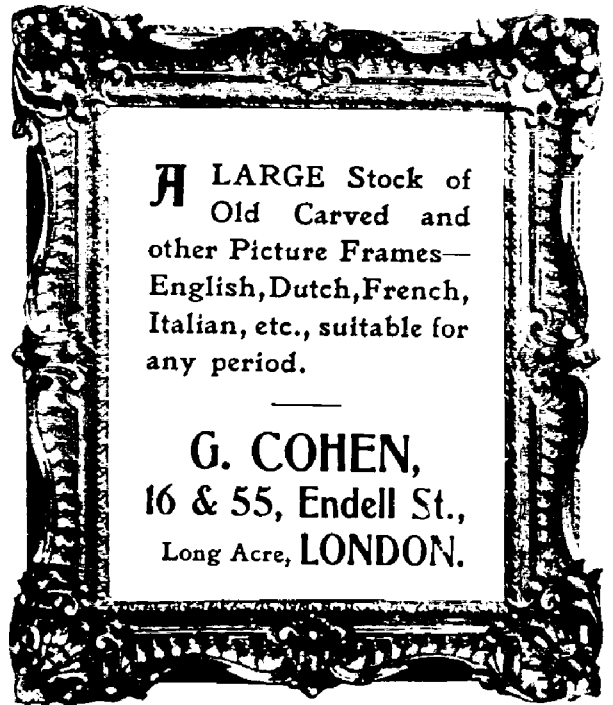 A LARGE Stock of
Old Carved and
other Picture Frames—
English, Dutch, French,
Italian, etc., suitable for
any period.
G. COHEN,
16 & 55, Endell St.,
Long Acre, LONDON.